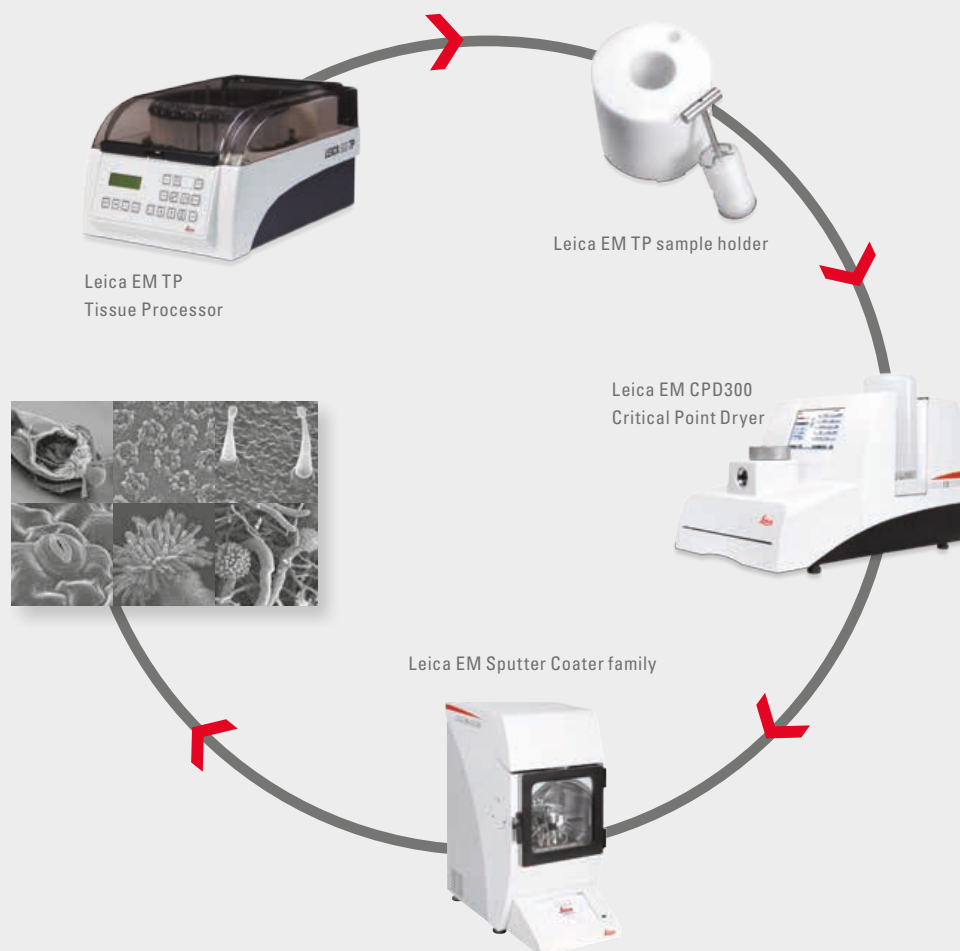 Leica EM TP
Tissue Processor
Leica EM TP sample holder
Leica EM CPD300
Critical Point Dryer
Leica EM Sputter Coater family